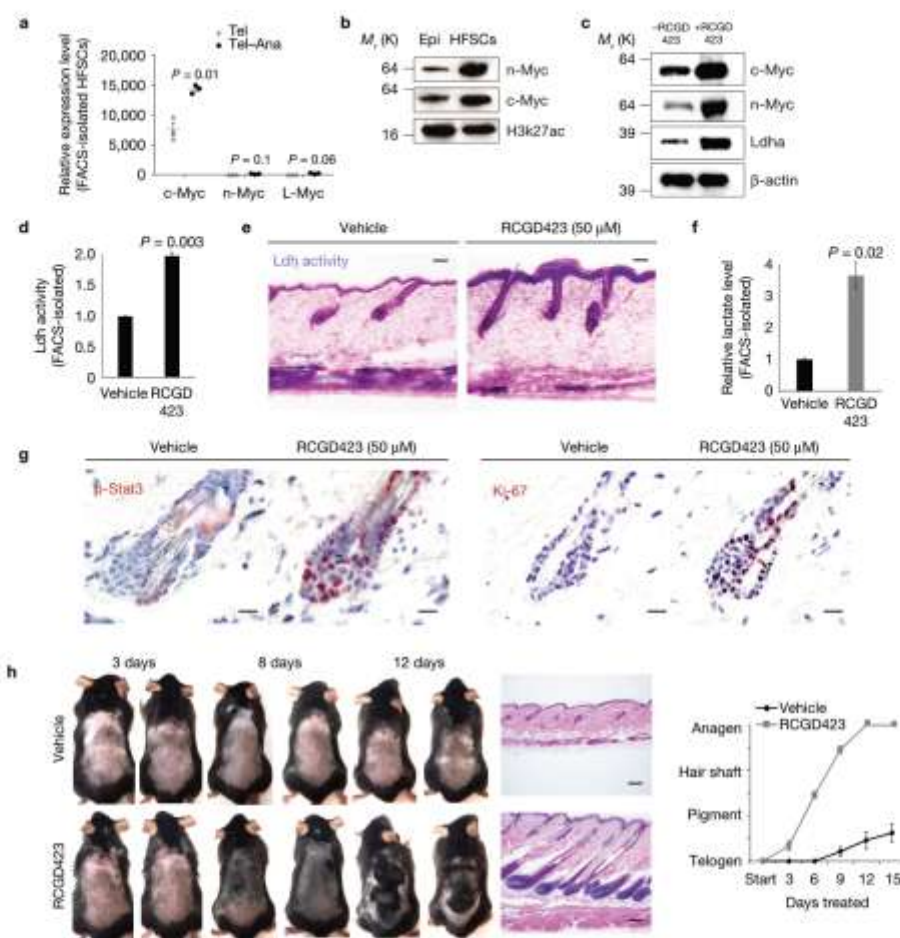 a
Tel
Tel–Ana
Relative expression level
(FACS-isolated HFSCs)
20,000
15,000
10,000
5,000
0
P = 0.01
P = 0.1
P = 0.06
c-Myc
n-Myc
L-Myc
b
Mr (K)
Epi HFSCs
64
64
16
n-Myc
c-Myc
H3k27ac
c
–RCGD +RCGD
423 423
Mr (K)
64
64
39
39
c-Myc
n-Myc
Ldha
β-actin
d
P = 0.003
Ldh activity
(FACS-isolated)
2.0
1.5
1.0
0.5
0
Vehicle RCGD
423
e
Vehicle
RCGD423 (50 μM)
Ldh activity
f
P = 0.02
Relative lactate level
(FACS-isolated)
4
3
2
1
0
Vehicle RCGD
423
g
Vehicle
RCGD423 (50 μM)
Vehicle
RCGD423 (50 μM)
p-Stat3
Ki-67
h
3 days
8 days
12 days
Vehicle
RCGD423
Vehicle
RCGD423
Anagen
Hair shaft
Pigment
Telogen
Start 3 6 9 12 15
Days treated